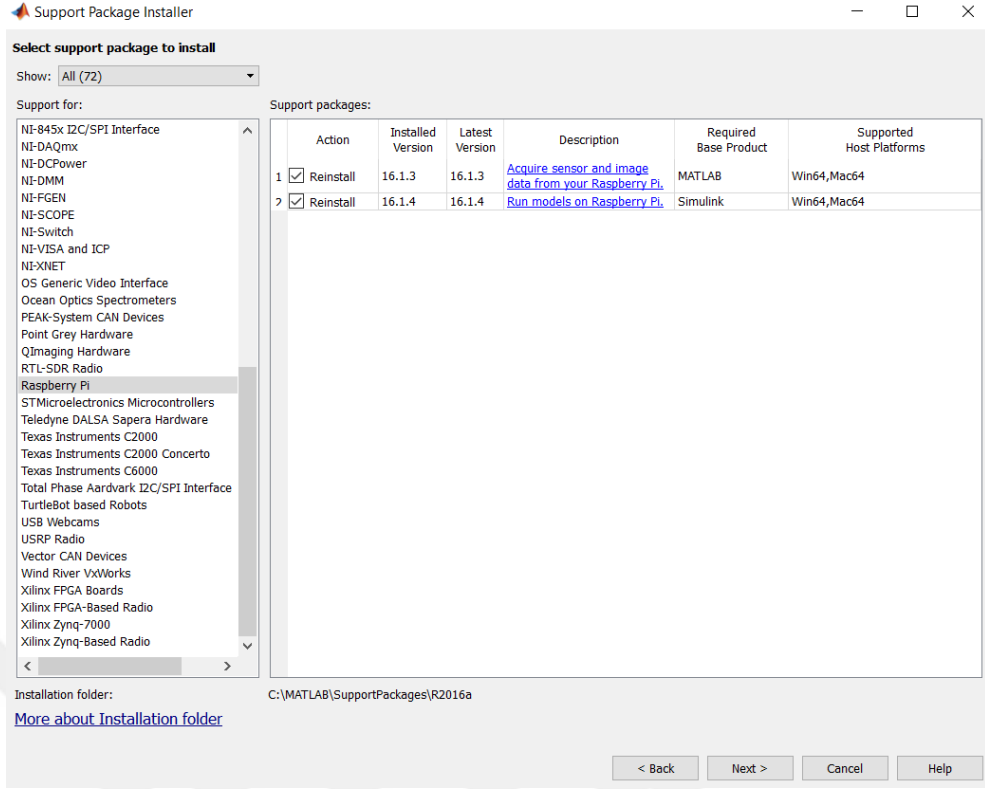 Support Package Installer
Select support package to install
Show: All (72)
Support for:
NI-845x I2C/SPI Interface
NI-DAQmx
NI-DCPower
NI-DMM
NI-FGEN
NI-SCOPE
NI-Switch
NI-VISA and ICP
NI-XNET
OS Generic Video Interface
Ocean Optics Spectrometers
PEAK-System CAN Devices
Point Grey Hardware
QImaging Hardware
RTL-SDR Radio
Raspberry Pi
STMicroelectronics Microcontrollers
Teledyne DALSA Sapera Hardware
Texas Instruments C2000
Texas Instruments C2000 Concerto
Texas Instruments C6000
Total Phase Aardvark I2C/SPI Interface
TurtleBot based Robots
USB Webcams
USRP Radio
Vector CAN Devices
Wind River VxWorks
Xilinx FPGA Boards
Xilinx FPGA-Based Radio
Xilinx Zynq-7000
Xilinx Zynq-Based Radio
Support packages:
Action Installed Version Latest Version Description Required Base Product Supported Host Platforms
1 Reinstall 16.1.3 16.1.3 Acquire sensor and image data from your Raspberry Pi. MATLAB Win64,Mac64
2 Reinstall 16.1.4 16.1.4 Run models on Raspberry Pi. Simulink Win64,Mac64
Installation folder: C:\MATLAB\SupportPackages\R2016a
More about Installation folder
< Back Next > Cancel Help